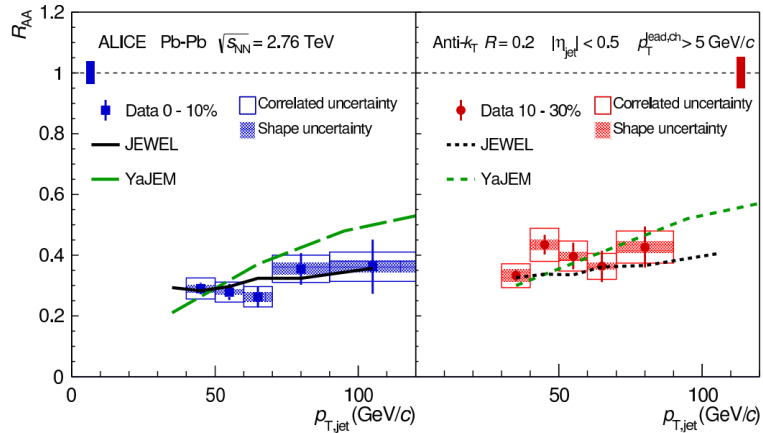 R_AA
1.2
1
0.8
0.6
0.4
0.2
0
ALICE Pb-Pb √s_NN = 2.76 TeV
Data 0 - 10%
Correlated uncertainty
Shape uncertainty
JEWEL
YaJEM
50
100
p_T,jet (GeV/c)
Anti-k_T R = 0.2 |η_jet| < 0.5 p_T^lead,ch > 5 GeV/c
Data 10 - 30%
Correlated uncertainty
Shape uncertainty
JEWEL
YaJEM
50
100
p_T,jet (GeV/c)